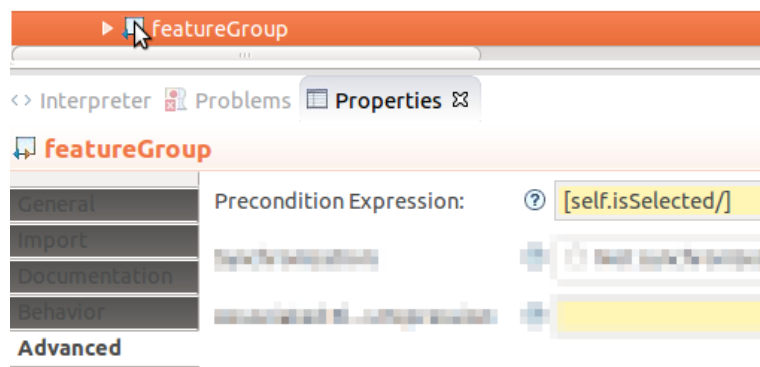 featureGroup
Interpreter Problems Properties
featureGroup
General
Precondition Expression: [self.isSelected/]
Import
Documentation
Behavior
Advanced